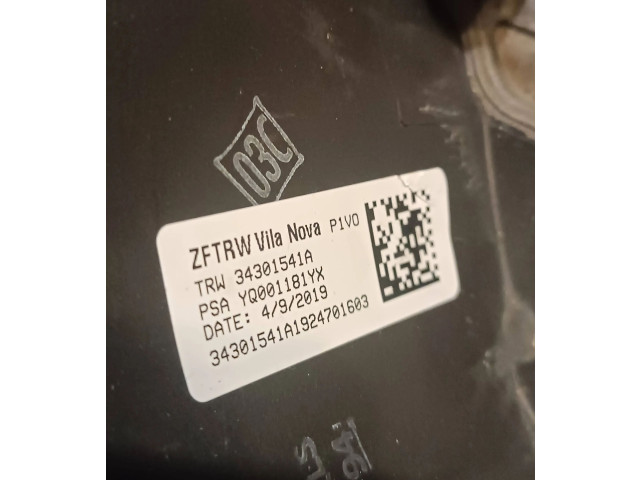 03C
ZFTRW Vila Nova P1VO
TRW 34301541A
PSA YQ001181YX
DATE: 4/9/2019
34301541A1924701603